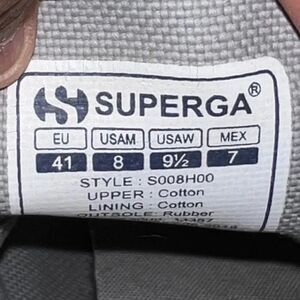 SUPERGA®
EU USAM USAW MEX
41 8 9½ 7
STYLE : S008H00
UPPER : Cotton
LINING : Cotton
OUTSOLE: Rubber